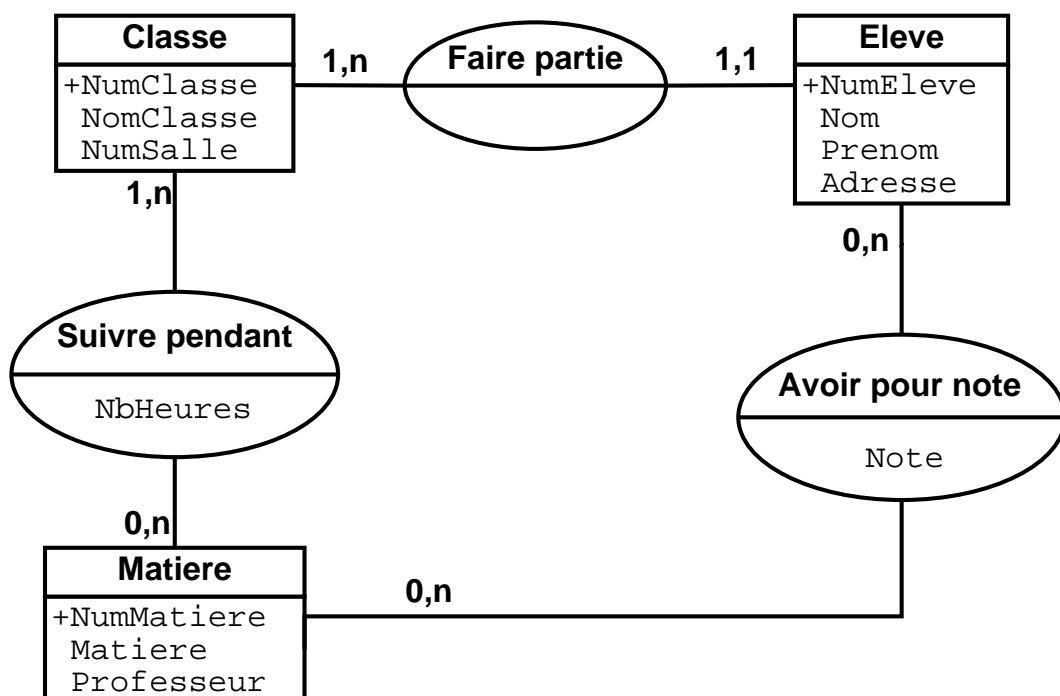 Classe
+NumClasse
NomClasse
NumSalle
1,n
Faire partie
1,1
Eleve
+NumEleve
Nom
Prenom
Adresse
1,n
0,n
Suivre pendant
NbHeures
Avoir pour note
Note
0,n
0,n
Matiere
+NumMatiere
Matiere
Professeur